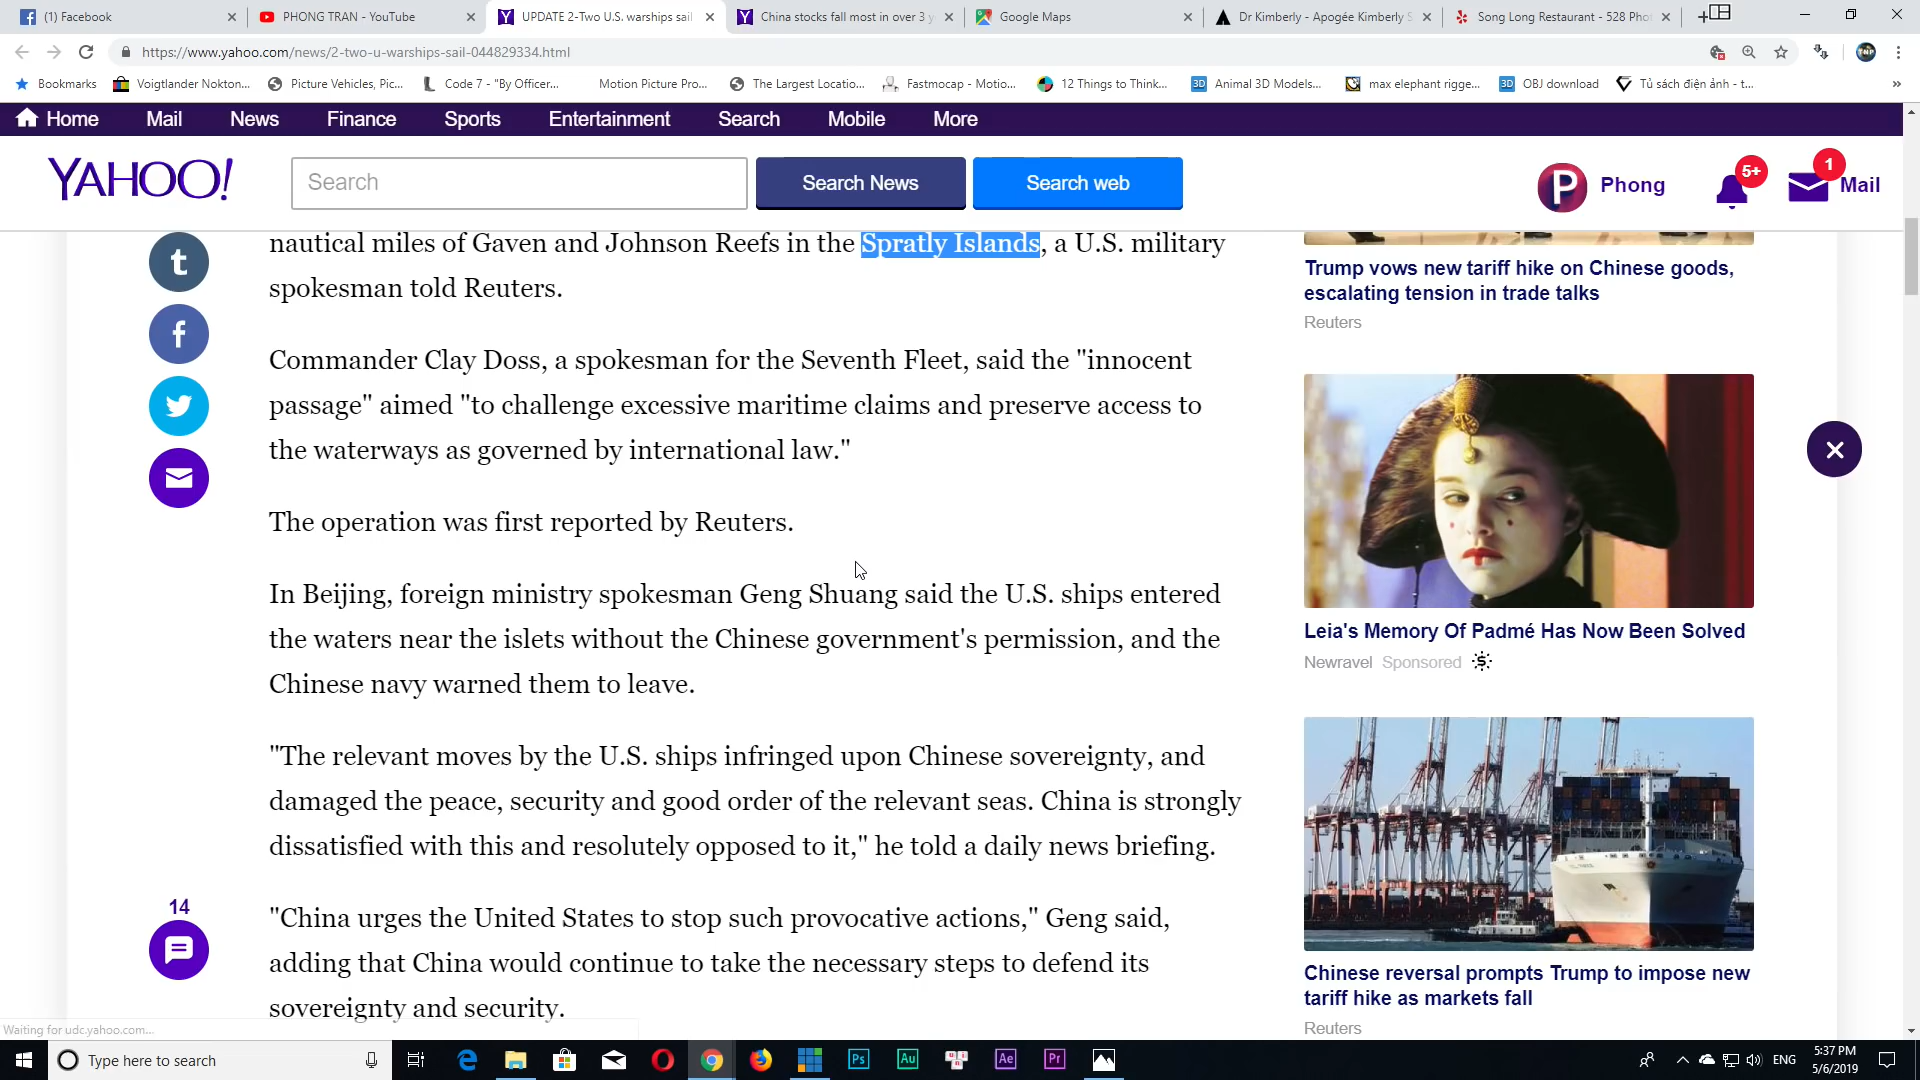 (1) Facebook
PHONG TRAN - YouTube
UPDATE 2-Two U.S. warships sail
China stocks fall most in over 3 y
Google Maps
Dr Kimberly - Apogée Kimberly S
Song Long Restaurant - 528 Pho
https://www.yahoo.com/news/2-two-u-warships-sail-044829334.html
Bookmarks
Voigtlander Nokton...
Picture Vehicles, Pic...
Code 7 - "By Officer...
Motion Picture Pro...
The Largest Locatio...
Fastmocap - Motio...
12 Things to Think...
3D Animal 3D Models...
max elephant rigge...
3D OBJ download
Tủ sách điện ảnh - t...
»
Home
Mail
News
Finance
Sports
Entertainment
Search
Mobile
More
YAHOO!
Search
Search News
Search web
P
Phong
5+
1
Mail
nautical miles of Gaven and Johnson Reefs in the Spratly Islands, a U.S. military
spokesman told Reuters.
Commander Clay Doss, a spokesman for the Seventh Fleet, said the "innocent
passage" aimed "to challenge excessive maritime claims and preserve access to
the waterways as governed by international law."
The operation was first reported by Reuters.
In Beijing, foreign ministry spokesman Geng Shuang said the U.S. ships entered
the waters near the islets without the Chinese government's permission, and the
Chinese navy warned them to leave.
"The relevant moves by the U.S. ships infringed upon Chinese sovereignty, and
damaged the peace, security and good order of the relevant seas. China is strongly
dissatisfied with this and resolutely opposed to it," he told a daily news briefing.
"China urges the United States to stop such provocative actions," Geng said,
adding that China would continue to take the necessary steps to defend its
sovereignty and security.
14
Trump vows new tariff hike on Chinese goods,
escalating tension in trade talks
Reuters
Leia's Memory Of Padmé Has Now Been Solved
Newravel Sponsored
Chinese reversal prompts Trump to impose new
tariff hike as markets fall
Reuters
Waiting for udc.yahoo.com...
Type here to search
Ps
Au
Ae
Pr
ENG
5:37 PM
5/6/2019